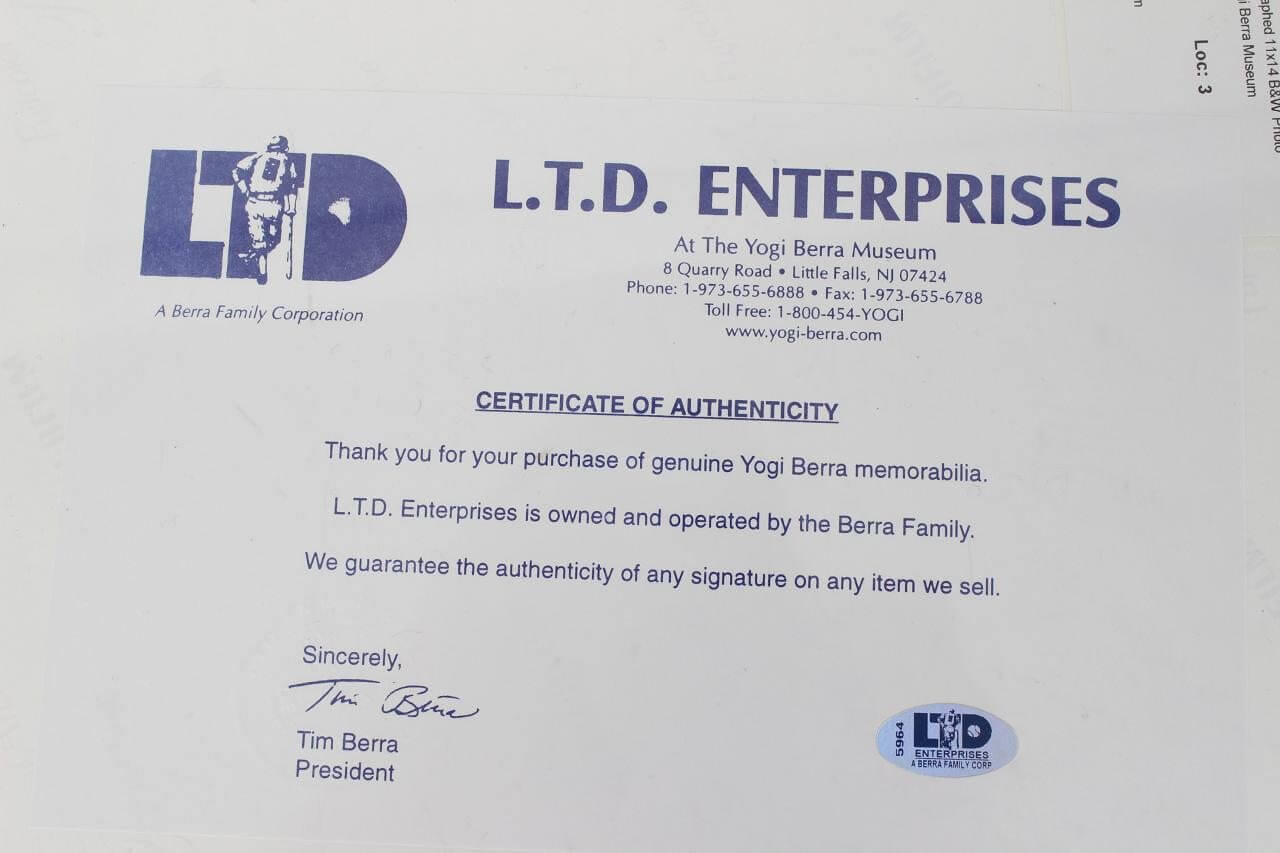 LTD
A Berra Family Corporation
L.T.D. ENTERPRISES
At The Yogi Berra Museum
8 Quarry Road • Little Falls, NJ 07424
Phone: 1-973-655-6888 • Fax: 1-973-655-6788
Toll Free: 1-800-454-YOGI
www.yogi-berra.com
CERTIFICATE OF AUTHENTICITY
Thank you for your purchase of genuine Yogi Berra memorabilia.
L.T.D. Enterprises is owned and operated by the Berra Family.
We guarantee the authenticity of any signature on any item we sell.
Sincerely,
Tim Berra
Tim Berra
President
5964
LTD
ENTERPRISES
A BERRA FAMILY CORP
11x14 B&W Photo
Berra Museum
Loc: 3